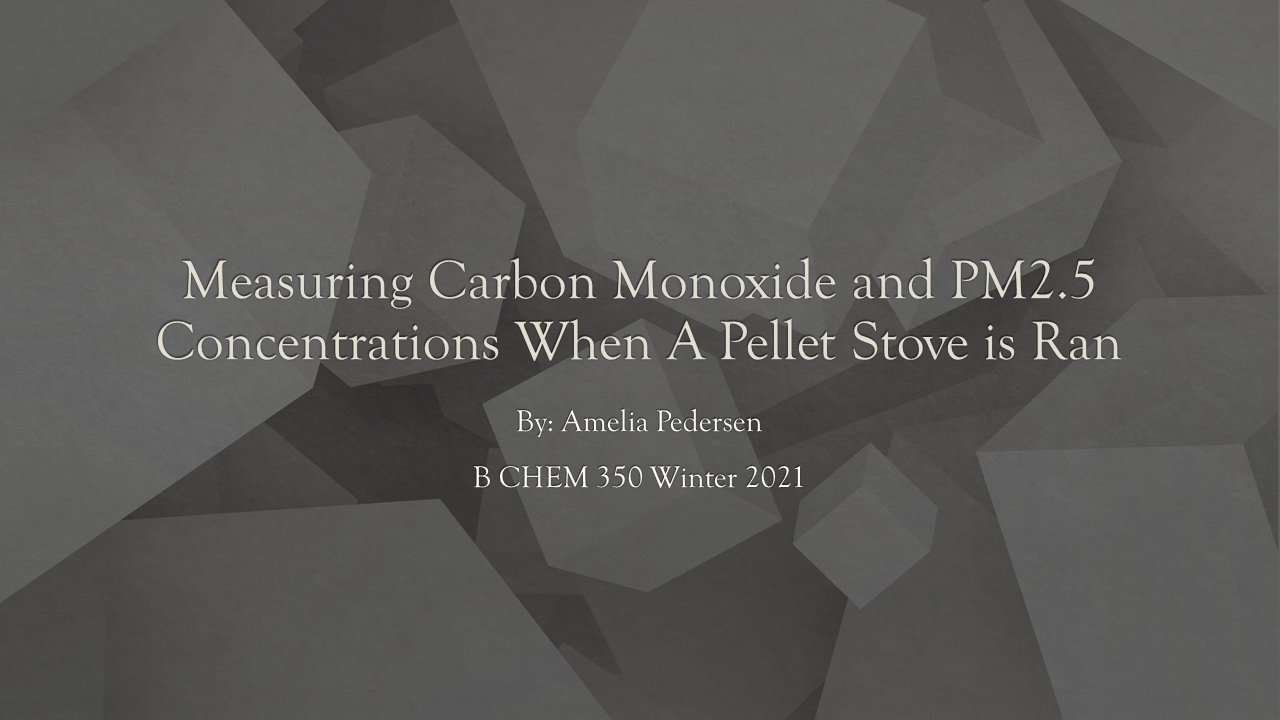 Measuring Carbon Monoxide and PM2.5
Concentrations When A Pellet Stove is Ran
By: Amelia Pedersen
B CHEM 350 Winter 2021